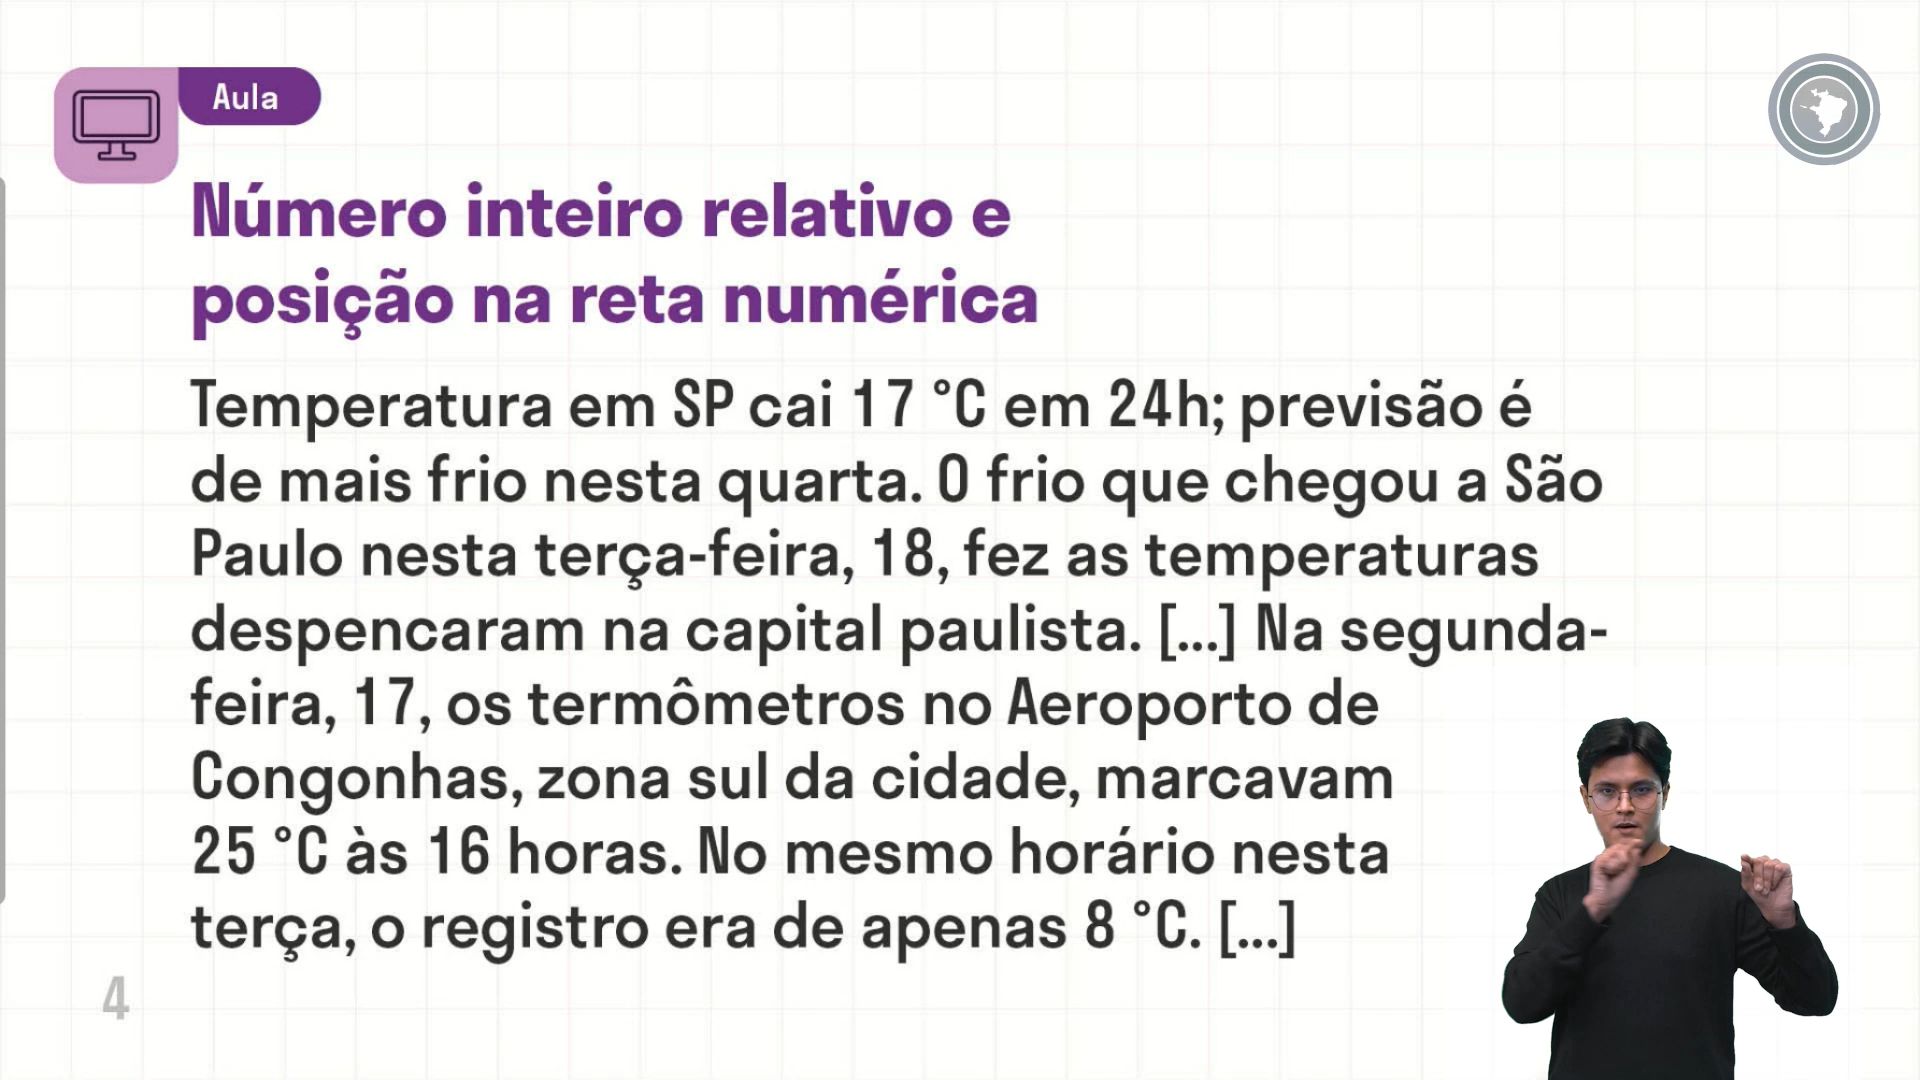 Aula
Número inteiro relativo e
posição na reta numérica
Temperatura em SP cai 17 °C em 24h; previsão é
de mais frio nesta quarta. O frio que chegou a São
Paulo nesta terça-feira, 18, fez as temperaturas
despencaram na capital paulista. [...] Na segunda-
feira, 17, os termômetros no Aeroporto de
Congonhas, zona sul da cidade, marcavam
25 °C às 16 horas. No mesmo horário nesta
terça, o registro era de apenas 8 °C. [...]
4